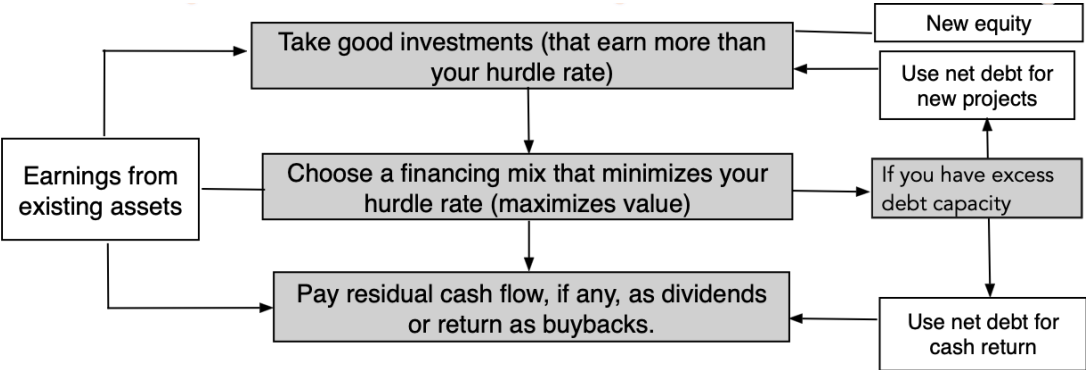 New equity
Take good investments (that earn more than
your hurdle rate)
Use net debt for
new projects
Earnings from
existing assets
Choose a financing mix that minimizes your
hurdle rate (maximizes value)
If you have excess
debt capacity
Pay residual cash flow, if any, as dividends
or return as buybacks.
Use net debt for
cash return